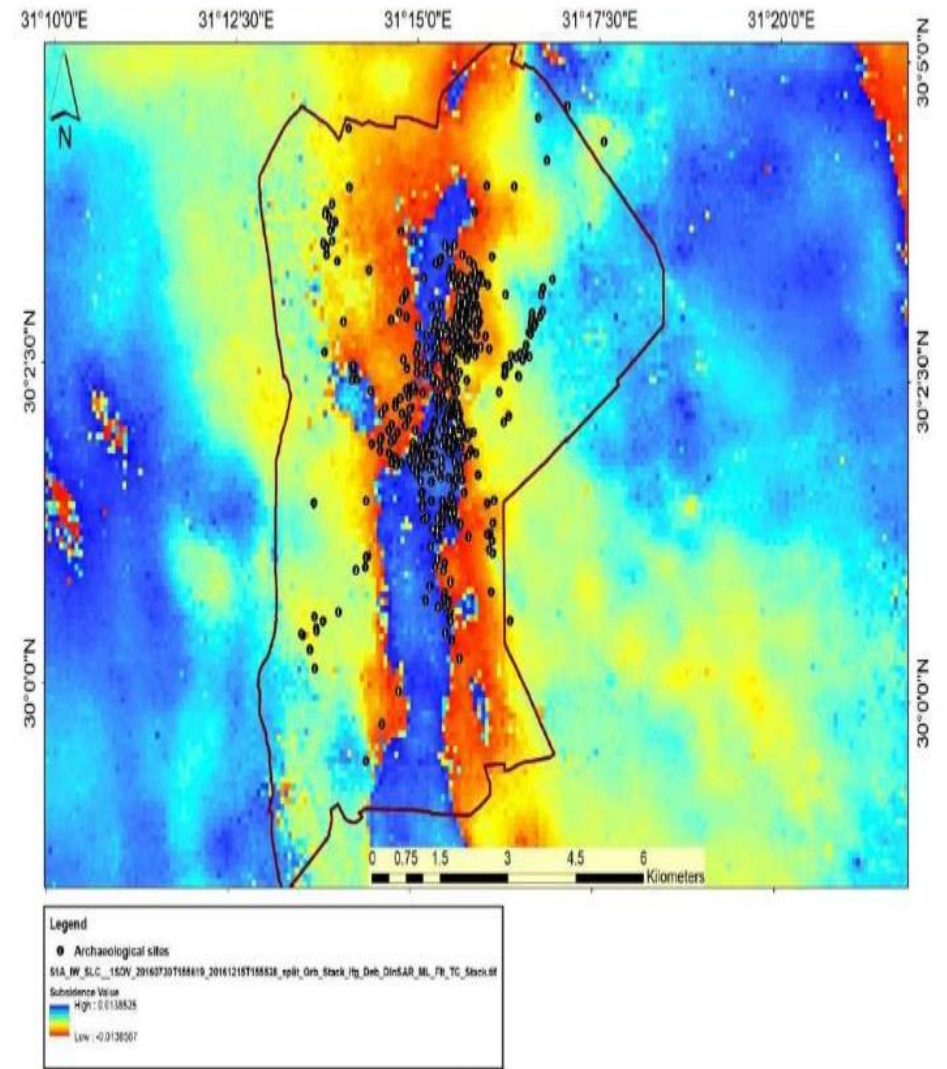 31°10'0"E 31°12'30"E 31°15'0"E 31°17'30"E 31°20'0"E
30°5'0"N
N
30°2'30"N
30°2'30"N
30°0'0"N
30°0'0"N
0 0.75 1.5 3 4.5 6
Kilometers
Legend
Archaeological sites
Subsidence Value
High : 0.0138525
Low : -0.0138567